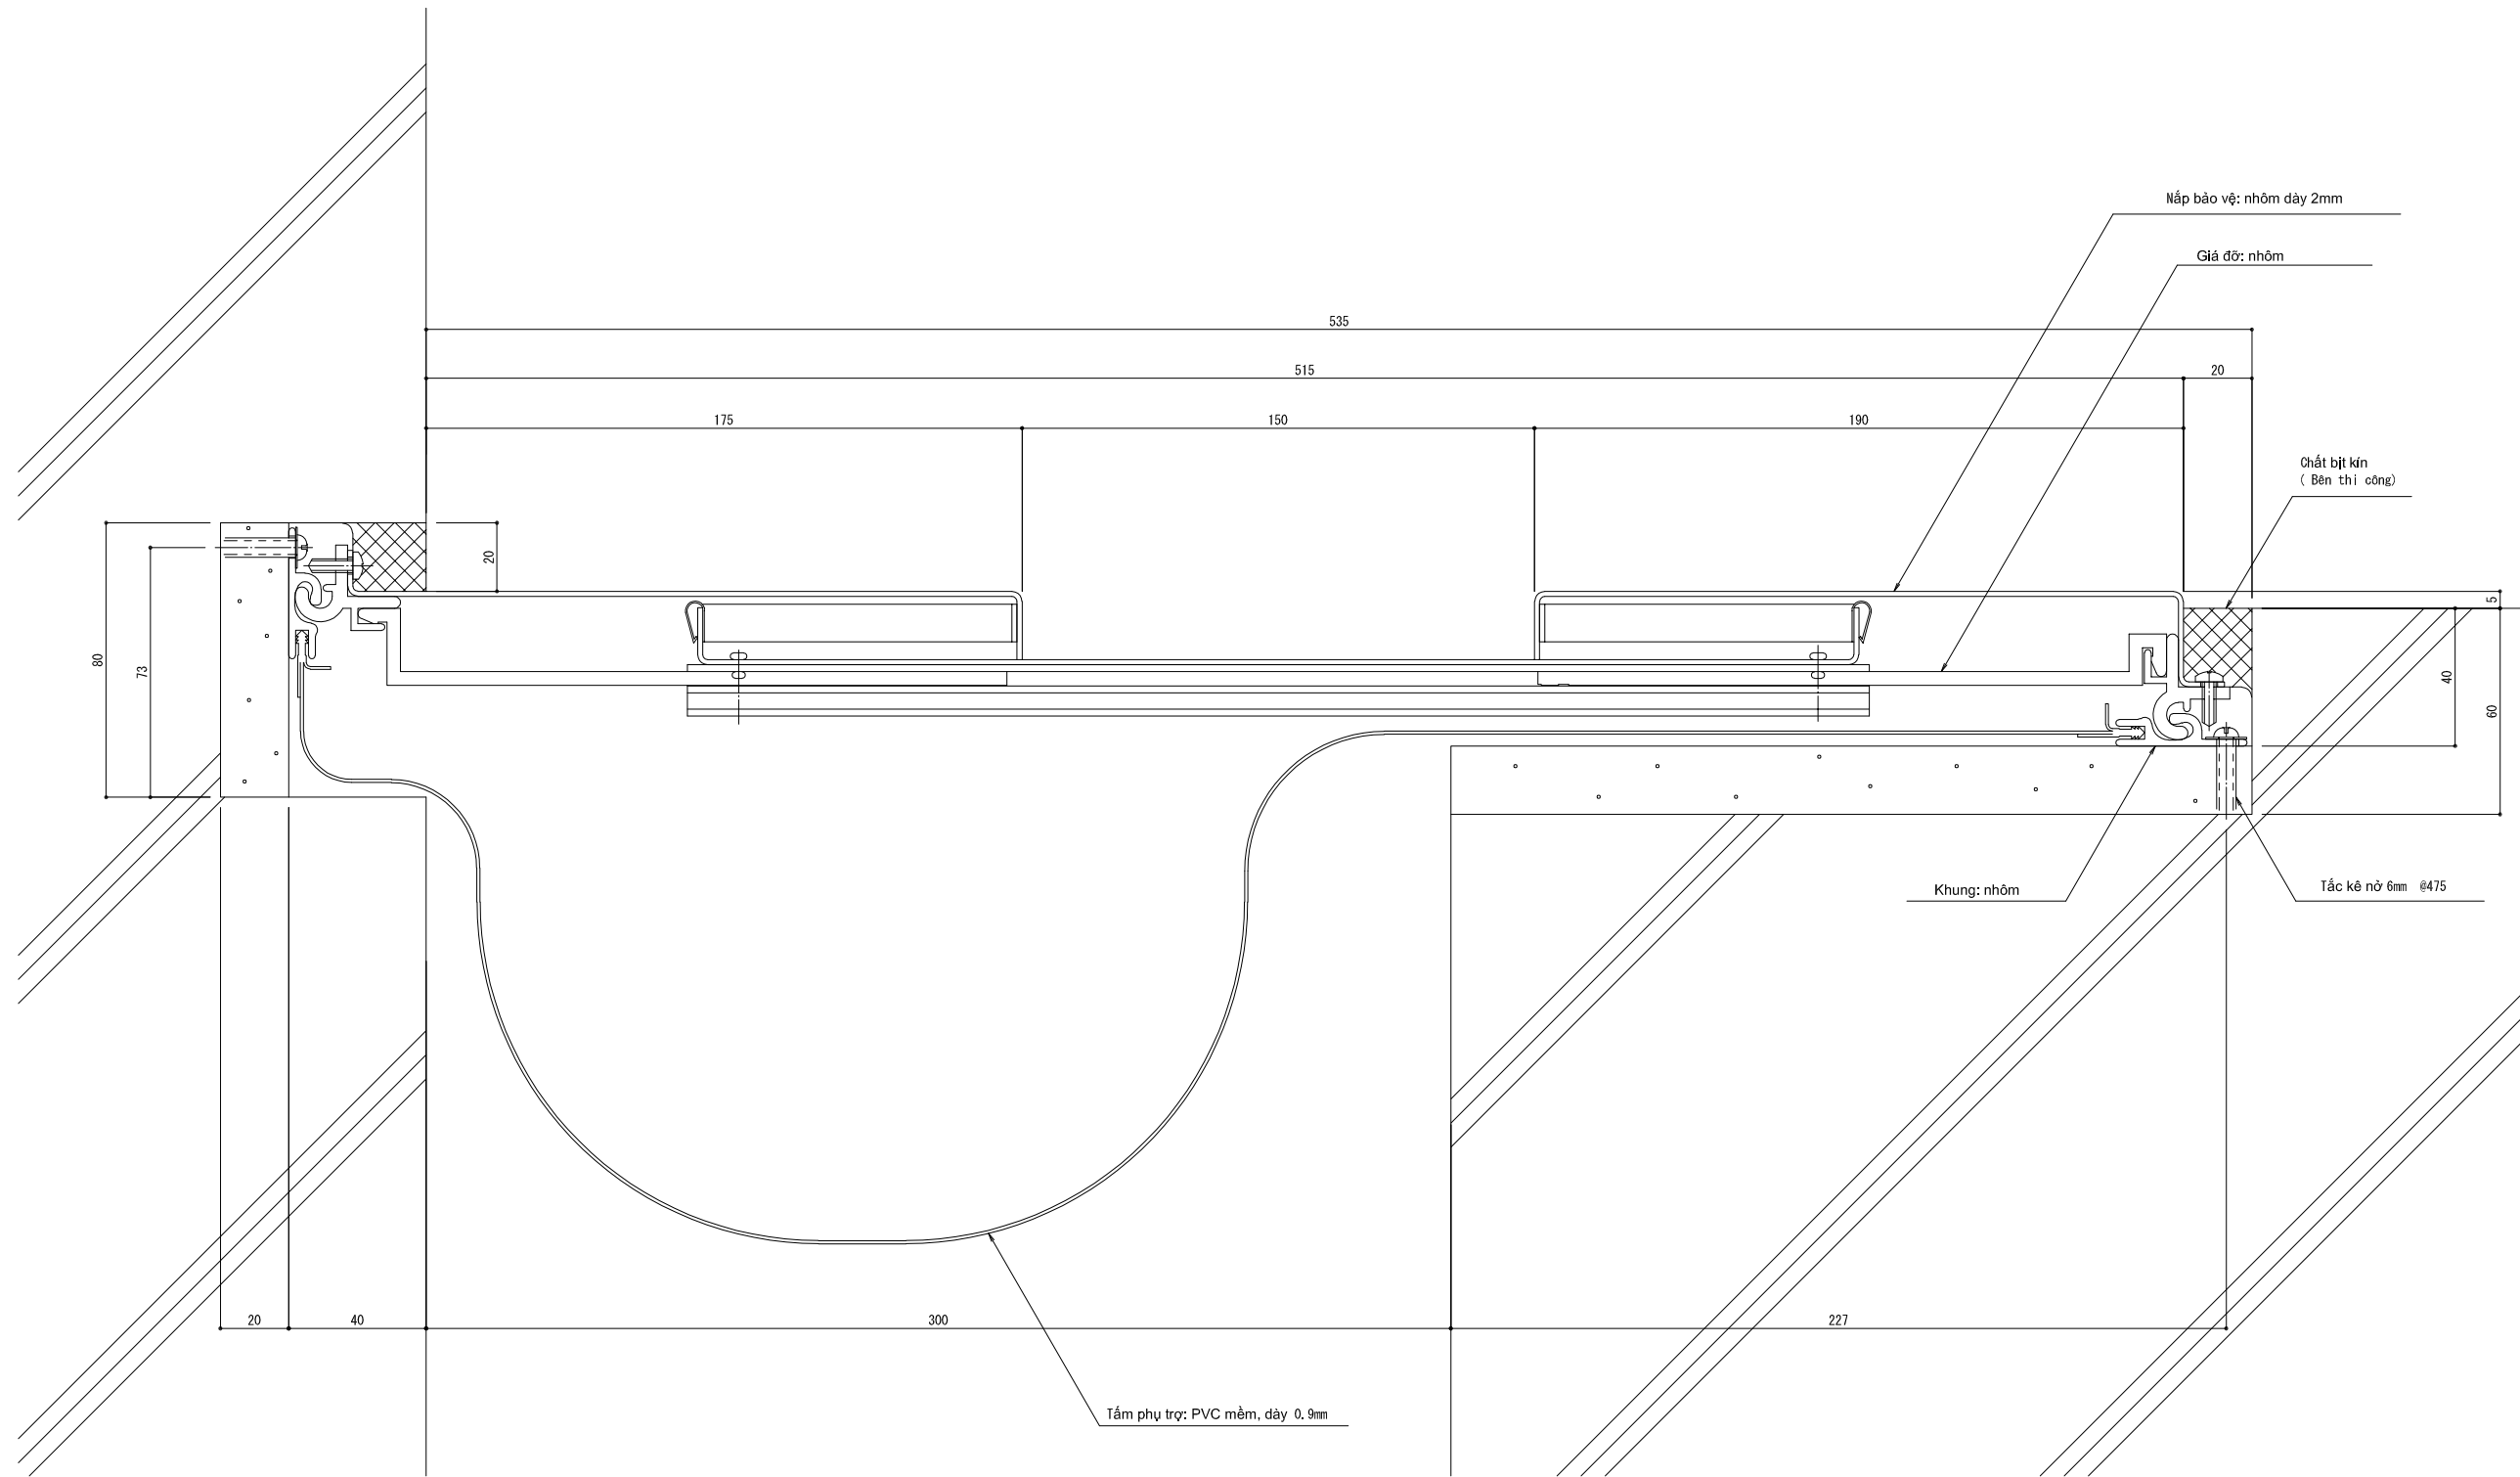 Nắp bảo vệ: nhôm dày 2mm
Giá đỡ: nhôm
535
515
20
175
150
190
Chất bịt kín
( Bên thi công)
20
5
80
73
40
60
Khung: nhôm
Tắc kê nở 6mm @475
20
40
300
227
Tấm phụ trợ: PVC mềm, dày 0.9mm